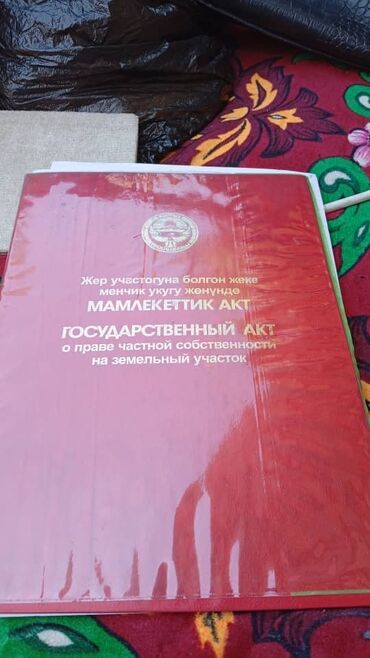 Жер участогуна болгон жеке
менчик укугу жөнүндө
МАМЛЕКЕТТИК АКТ
ГОСУДАРСТВЕННЫЙ АКТ
о праве частной собственности
на земельный участок